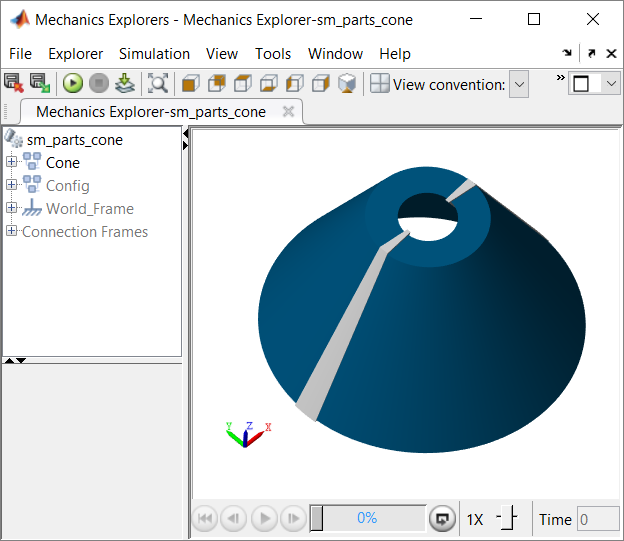 Mechanics Explorers - Mechanics Explorer-sm_parts_cone
File Explorer Simulation View Tools Window Help
View convention: »
Mechanics Explorer-sm_parts_cone
sm_parts_cone
Cone
Config
World_Frame
Connection Frames
Y Z X
0% 1X Time 0